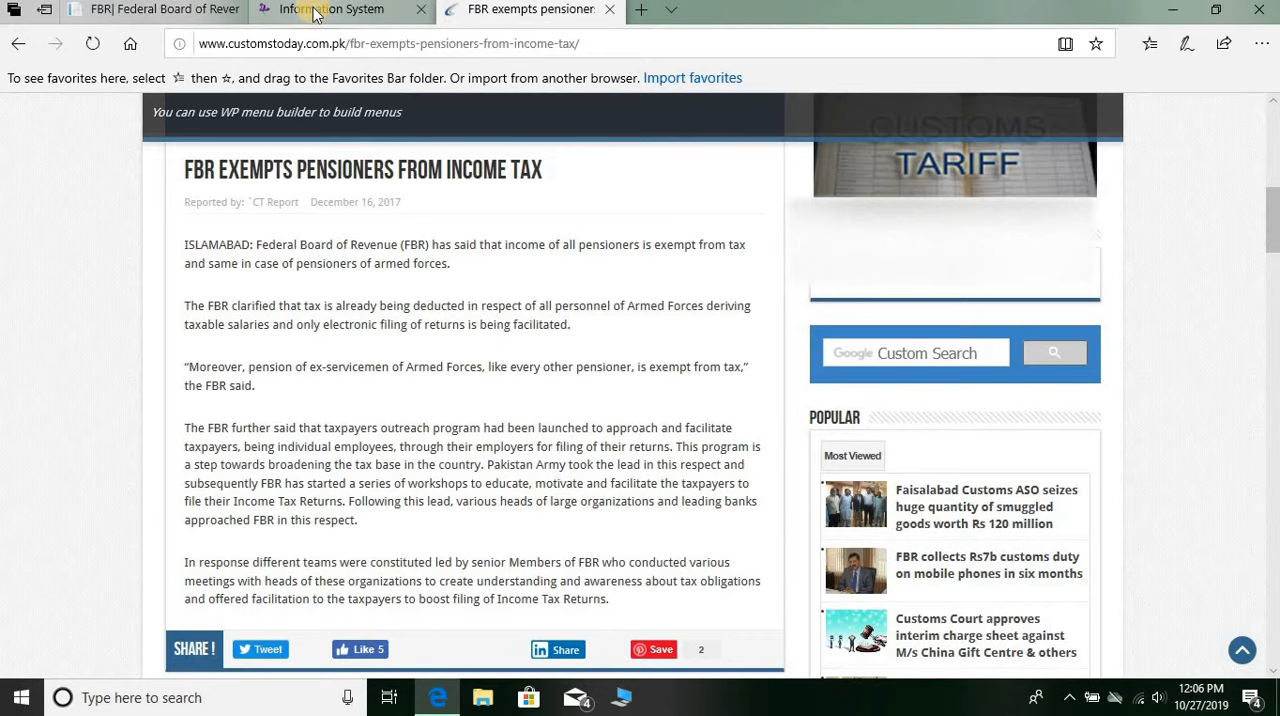 FBR| Federal Board of Rever
Information System
FBR exempts pensioner:
www.customstoday.com.pk/fbr-exempts-pensioners-from-income-tax/
To see favorites here, select then ☆, and drag to the Favorites Bar folder. Or import from another browser. Import favorites
You can use WP menu builder to build menus
CUSTOMS
TARIFF
FBR EXEMPTS PENSIONERS FROM INCOME TAX
Reported by: `CT Report December 16, 2017
ISLAMABAD: Federal Board of Revenue (FBR) has said that income of all pensioners is exempt from tax
and same in case of pensioners of armed forces.
The FBR clarified that tax is already being deducted in respect of all personnel of Armed Forces deriving
taxable salaries and only electronic filing of returns is being facilitated.
“Moreover, pension of ex-servicemen of Armed Forces, like every other pensioner, is exempt from tax,”
the FBR said.
The FBR further said that taxpayers outreach program had been launched to approach and facilitate
taxpayers, being individual employees, through their employers for filing of their returns. This program is
a step towards broadening the tax base in the country. Pakistan Army took the lead in this respect and
subsequently FBR has started a series of workshops to educate, motivate and facilitate the taxpayers to
file their Income Tax Returns. Following this lead, various heads of large organizations and leading banks
approached FBR in this respect.
In response different teams were constituted led by senior Members of FBR who conducted various
meetings with heads of these organizations to create understanding and awareness about tax obligations
and offered facilitation to the taxpayers to boost filing of Income Tax Returns.
SHARE !
Tweet
Like 5
Share
Save
2
Google Custom Search
POPULAR
Most Viewed
Faisalabad Customs ASO seizes
huge quantity of smuggled
goods worth Rs 120 million
FBR collects Rs7b customs duty
on mobile phones in six months
Customs Court approves
interim charge sheet against
M/s China Gift Centre & others
Type here to search
4
12:06 PM
10/27/2019
4